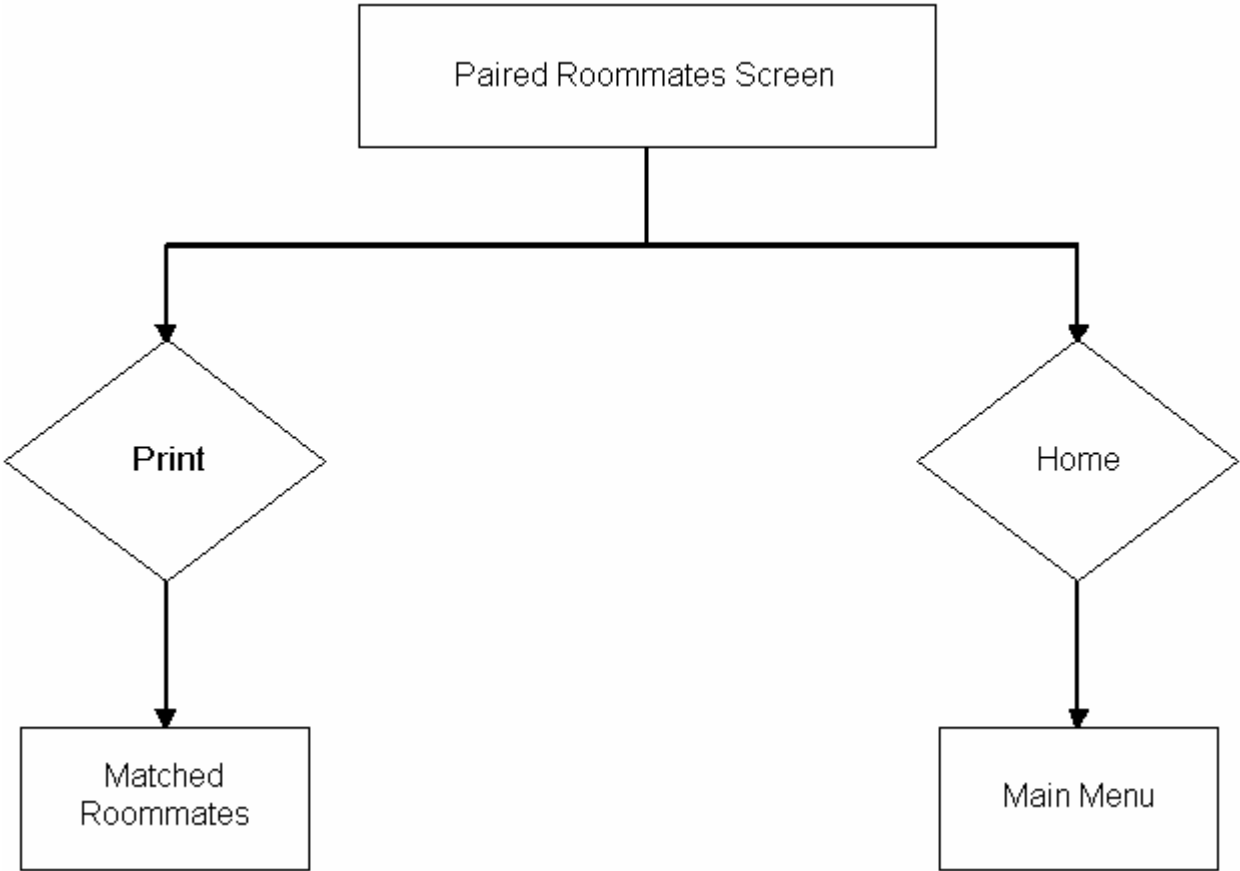 Paired Roommates Screen
Print
Home
Matched
Roommates
Main Menu